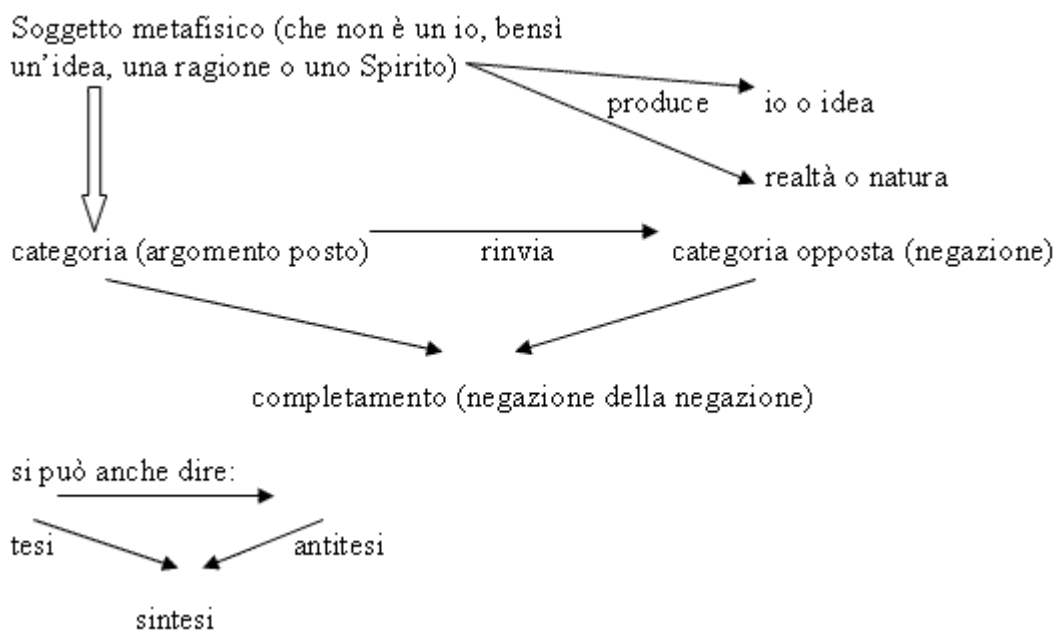 Soggetto metafisico (che non è un io, bensì
un'idea, una ragione o uno Spirito)
produce
io o idea
realtà o natura
categoria (argomento posto)
rinvia
categoria opposta (negazione)
completamento (negazione della negazione)
si può anche dire:
tesi
antitesi
sintesi